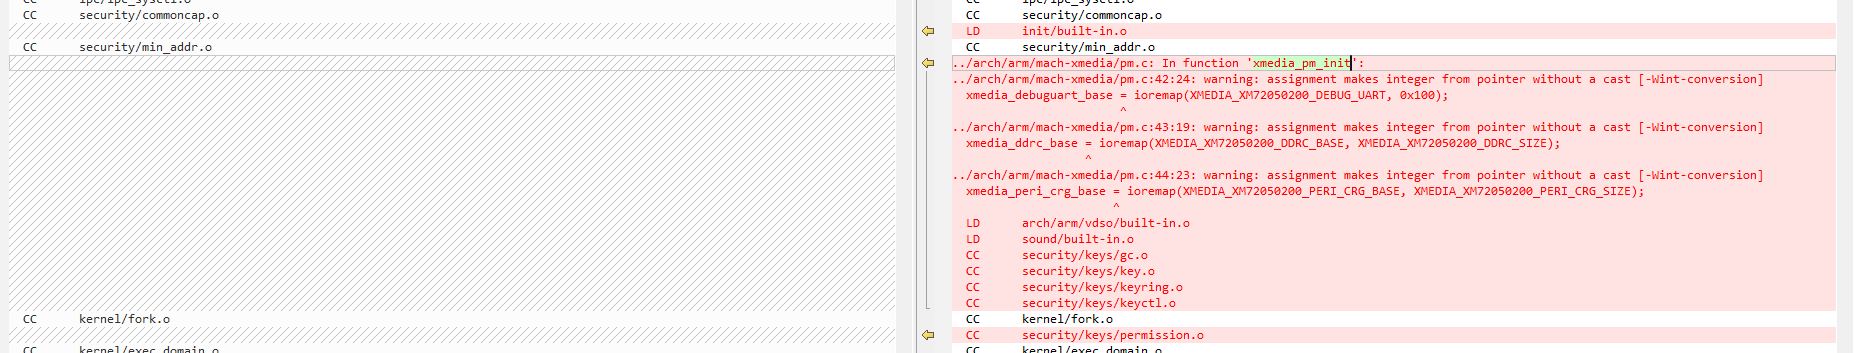 CC ipc/ipc_sysctl.o
CC security/commoncap.o
CC security/min_addr.o
CC kernel/fork.o
CC kernel/exec_domain.o
CC ipc/ipc_sysctl.o
CC security/commoncap.o
LD init/built-in.o
CC security/min_addr.o
../arch/arm/mach-xmedia/pm.c: In function 'xmedia_pm_init':
../arch/arm/mach-xmedia/pm.c:42:24: warning: assignment makes integer from pointer without a cast [-Wint-conversion]
xmedia_debuguart_base = ioremap(XMEDIA_XM72050200_DEBUG_UART, 0x100);
^
../arch/arm/mach-xmedia/pm.c:43:19: warning: assignment makes integer from pointer without a cast [-Wint-conversion]
xmedia_ddrc_base = ioremap(XMEDIA_XM72050200_DDRC_BASE, XMEDIA_XM72050200_DDRC_SIZE);
^
../arch/arm/mach-xmedia/pm.c:44:23: warning: assignment makes integer from pointer without a cast [-Wint-conversion]
xmedia_peri_crg_base = ioremap(XMEDIA_XM72050200_PERI_CRG_BASE, XMEDIA_XM72050200_PERI_CRG_SIZE);
^
LD arch/arm/vdso/built-in.o
LD sound/built-in.o
CC security/keys/gc.o
CC security/keys/key.o
CC security/keys/keyring.o
CC security/keys/keyctl.o
CC kernel/fork.o
CC security/keys/permission.o
CC kernel/exec_domain.o